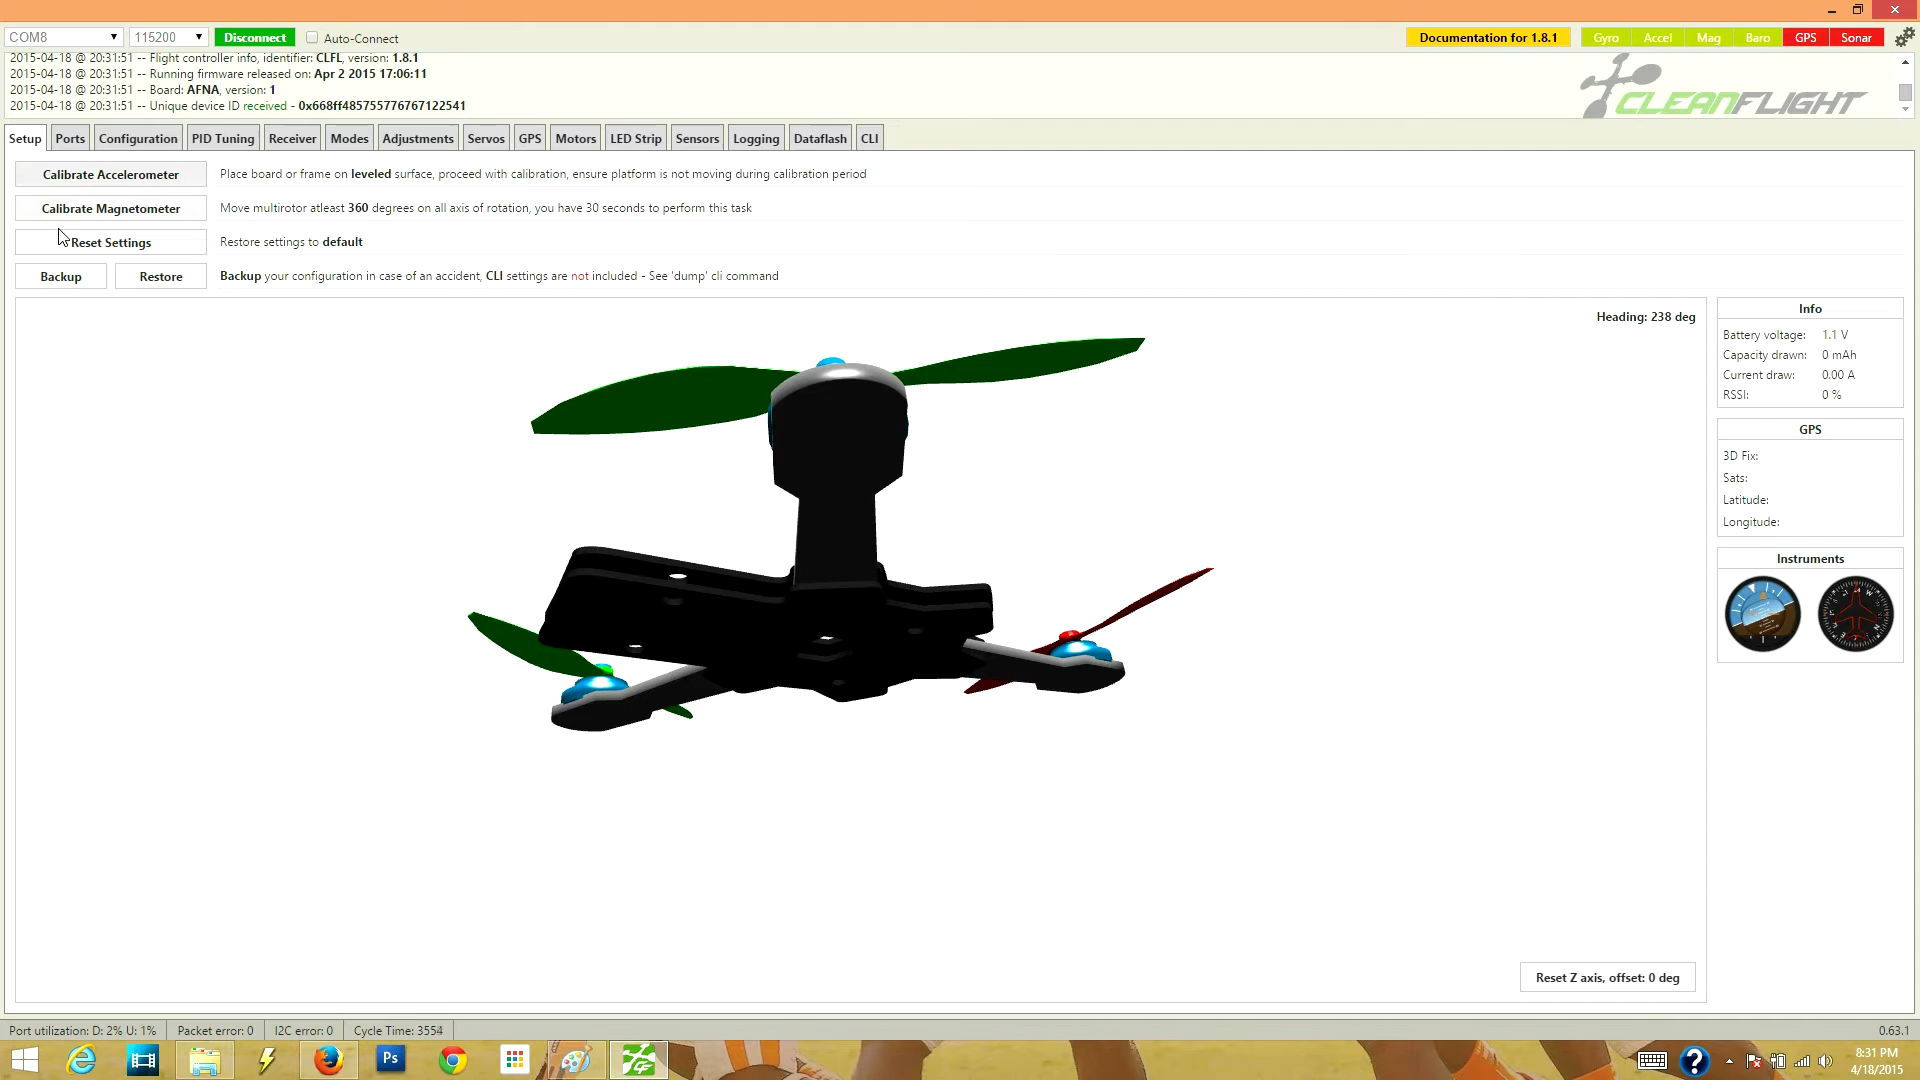 COM8 115200 Disconnect Auto-Connect Documentation for 1.8.1 Gyro Accel Mag Baro GPS Sonar
2015-04-18 @ 20:31:51 -- Flight controller info, identifier: CLFL, version: 1.8.1
2015-04-18 @ 20:31:51 -- Running firmware released on: Apr 2 2015 17:06:11
2015-04-18 @ 20:31:51 -- Board: AFNA, version: 1
2015-04-18 @ 20:31:51 -- Unique device ID received - 0x668ff485755776767122541
CLEANFLIGHT
Setup Ports Configuration PID Tuning Receiver Modes Adjustments Servos GPS Motors LED Strip Sensors Logging Dataflash CLI
Calibrate Accelerometer Place board or frame on leveled surface, proceed with calibration, ensure platform is not moving during calibration period
Calibrate Magnetometer Move multirotor atleast 360 degrees on all axis of rotation, you have 30 seconds to perform this task
Reset Settings Restore settings to default
Backup Restore Backup your configuration in case of an accident, CLI settings are not included - See 'dump' cli command
Heading: 238 deg
Info
Battery voltage: 1.1 V
Capacity drawn: 0 mAh
Current draw: 0.00 A
RSSI: 0 %
GPS
3D Fix:
Sats:
Latitude:
Longitude:
Instruments
Reset Z axis, offset: 0 deg
Port utilization: D: 2% U: 1% Packet error: 0 I2C error: 0 Cycle Time: 3554 0.63.1
Ps
8:31 PM
4/18/2015